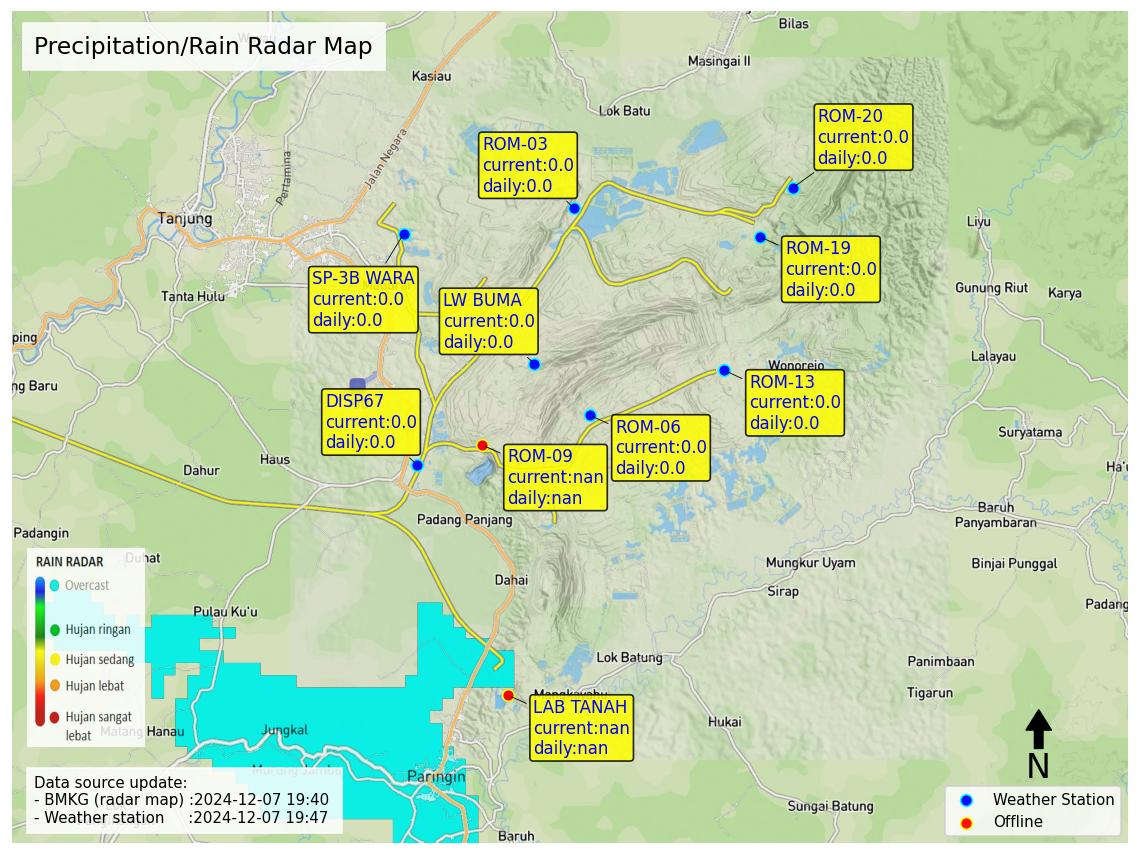 Precipitation/Rain Radar Map
Bilas
Masingai II
Kasiau
Lok Batu
Jalan Negara
Pertamina
Tanjung
Tanta Hulu
ROM-20
current:0.0
daily:0.0
ROM-03
current:0.0
daily:0.0
ROM-19
current:0.0
daily:0.0
SP-3B WARA
current:0.0
daily:0.0
LW BUMA
current:0.0
daily:0.0
Liyu
Gunung Riut
Karya
Lalayau
Wonorejo
ROM-13
current:0.0
daily:0.0
DISP67
current:0.0
daily:0.0
ROM-06
current:0.0
daily:0.0
ROM-09
current:nan
daily:nan
ping
ng Baru
Dahur
Haus
Suryatama
Ha'u
Padang Panjang
Baruh
Panyambaran
Padangin
Duhat
Binjai Punggal
Mungkur Uyam
Dahai
Sirap
Padang
Pulau Ku'u
RAIN RADAR
Overcast
Hujan ringan
Hujan sedang
Hujan lebat
Hujan sangat
lebat
Lok Batung
Panimbaan
Tigarun
LAB TANAH
current:nan
daily:nan
Hukai
Matang Hanau
Jungkal
Paringin
Sungai Batung
Baruh
N
Data source update:
- BMKG (radar map) :2024-12-07 19:40
- Weather station :2024-12-07 19:47
Weather Station
Offline